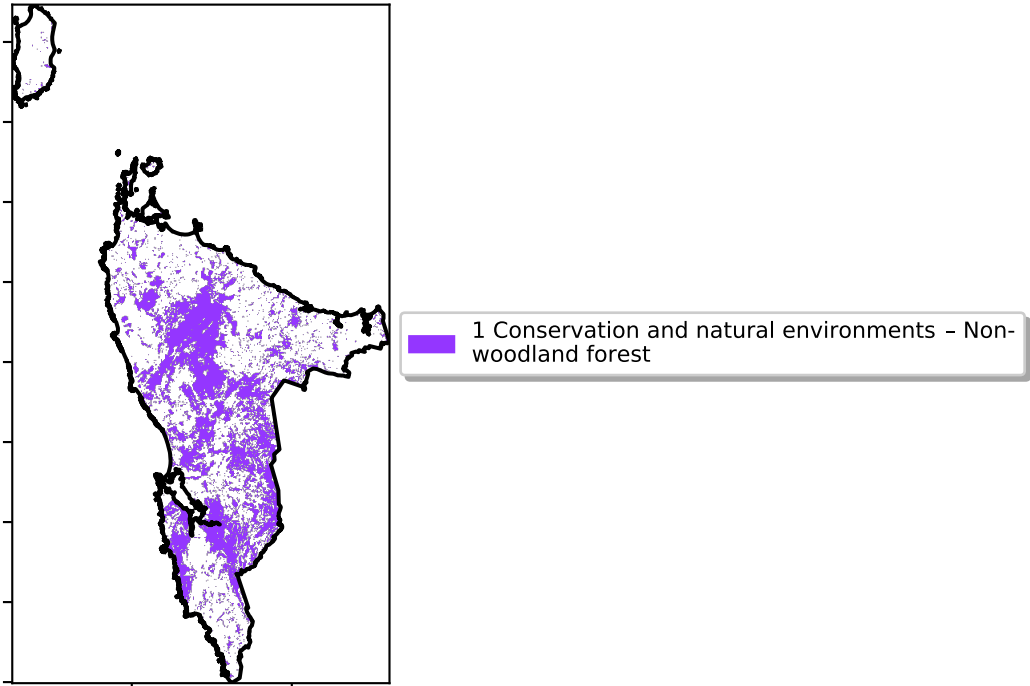 1 Conservation and natural environments – Non-
woodland forest